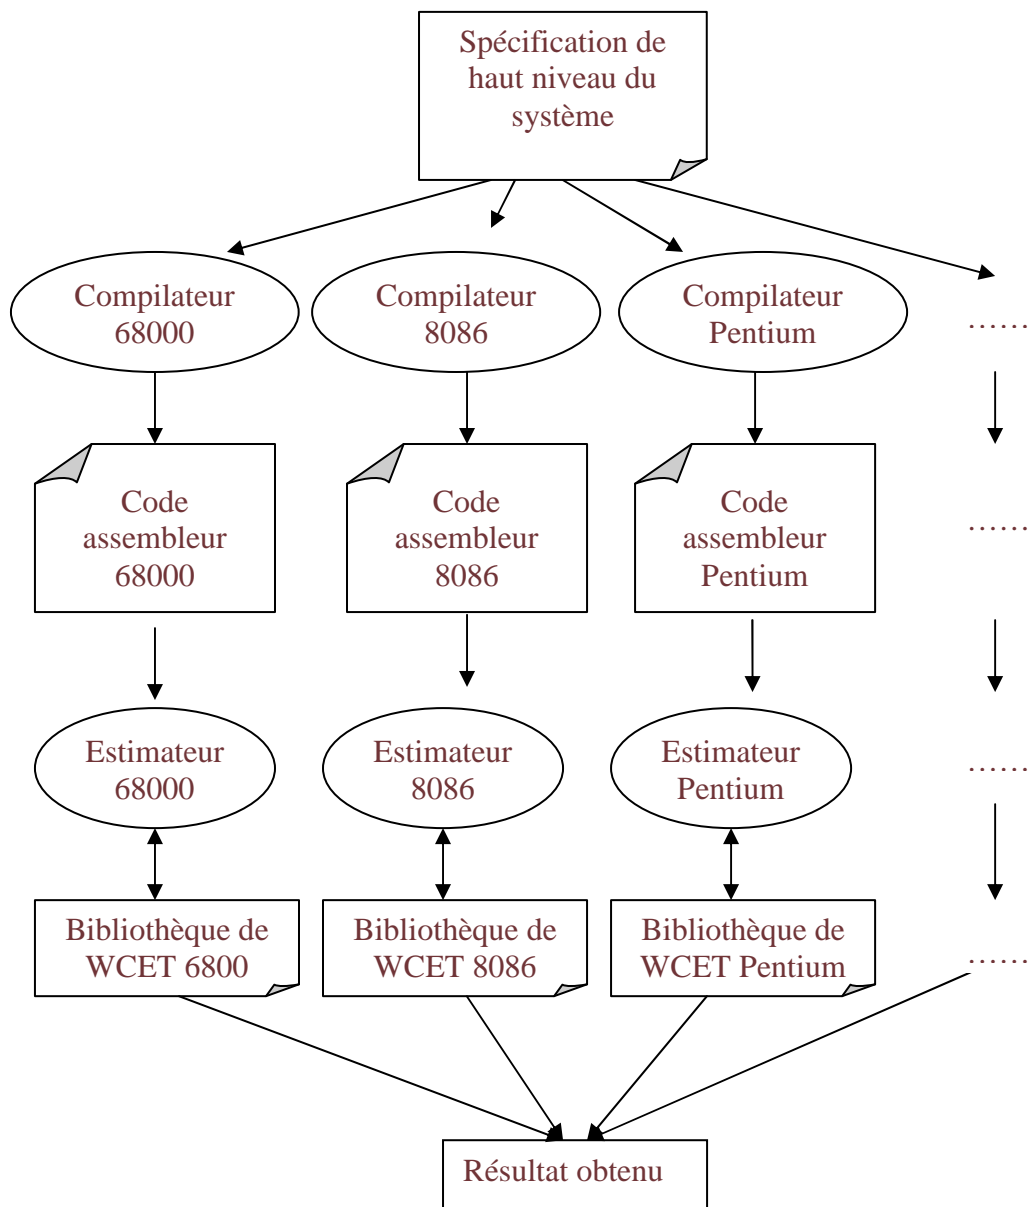 Spécification de
haut niveau du
système
Compilateur
68000
Compilateur
8086
Compilateur
Pentium
……
Code
assembleur
68000
Code
assembleur
8086
Code
assembleur
Pentium
……
Estimateur
68000
Estimateur
8086
Estimateur
Pentium
……
Bibliothèque de
WCET 6800
Bibliothèque de
WCET 8086
Bibliothèque de
WCET Pentium
……
Résultat obtenu